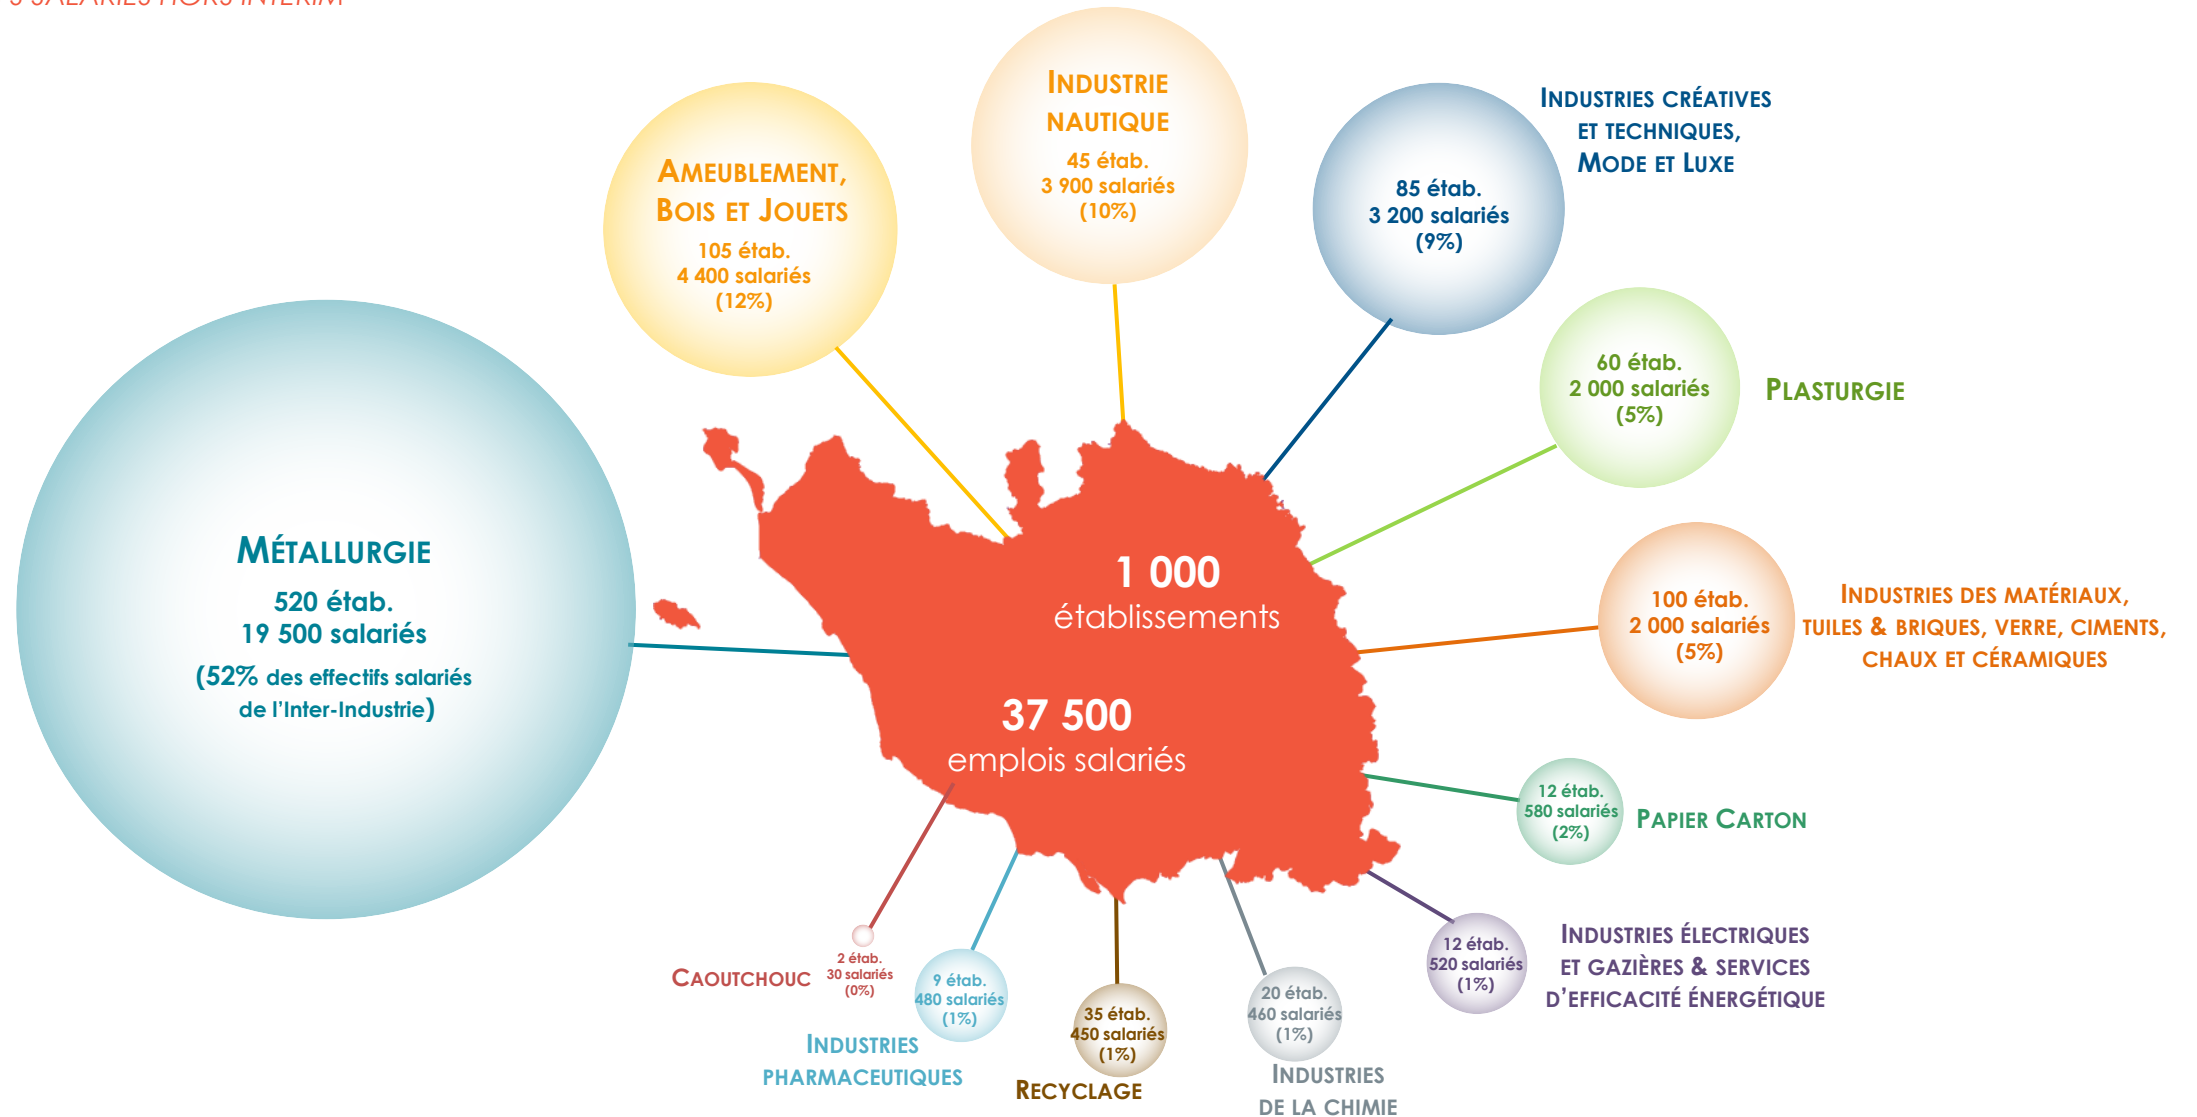 SALARIÉS HORS INTÉRIM
INDUSTRIE
NAUTIQUE
45 étab.
3 900 salariés
(10%)
INDUSTRIES CRÉATIVES
ET TECHNIQUES,
MODE ET LUXE
85 étab.
3 200 salariés
(9%)
AMEUBLEMENT,
BOIS ET JOUETS
105 étab.
4 400 salariés
(12%)
60 étab.
2 000 salariés
(5%)
PLASTURGIE
MÉTALLURGIE
520 étab.
19 500 salariés
(52% des effectifs salariés
de l'Inter-Industrie)
1 000
établissements
37 500
emplois salariés
100 étab.
2 000 salariés
(5%)
INDUSTRIES DES MATÉRIAUX,
TUILES & BRIQUES, VERRE, CIMENTS,
CHAUX ET CÉRAMIQUES
12 étab.
580 salariés
(2%)
PAPIER CARTON
12 étab.
520 salariés
(1%)
INDUSTRIES ÉLECTRIQUES
ET GAZIÈRES & SERVICES
D'EFFICACITÉ ÉNERGÉTIQUE
CAOUTCHOUC
2 étab.
30 salariés
(0%)
9 étab.
480 salariés
(1%)
INDUSTRIES
PHARMACEUTIQUES
35 étab.
450 salariés
(1%)
RECYCLAGE
20 étab.
460 salariés
(1%)
INDUSTRIES
DE LA CHIMIE